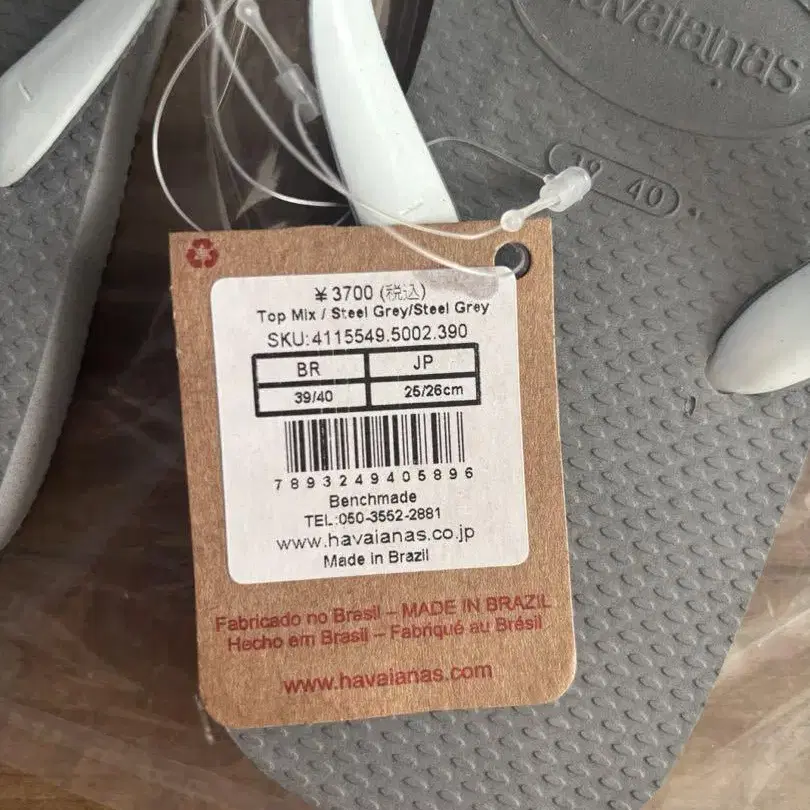 havaianas
39 40
¥3700 (税込)
Top Mix / Steel Grey/Steel Grey
SKU:4115549.5002.390
BR JP
39/40 25/26cm
7893249405896
Benchmade
TEL:050-3552-2881
www.havaianas.co.jp
Made in Brazil
Fabricado no Brasil – MADE IN BRAZIL
Hecho em Brasil – Fabriqué au Brésil
www.havaianas.com